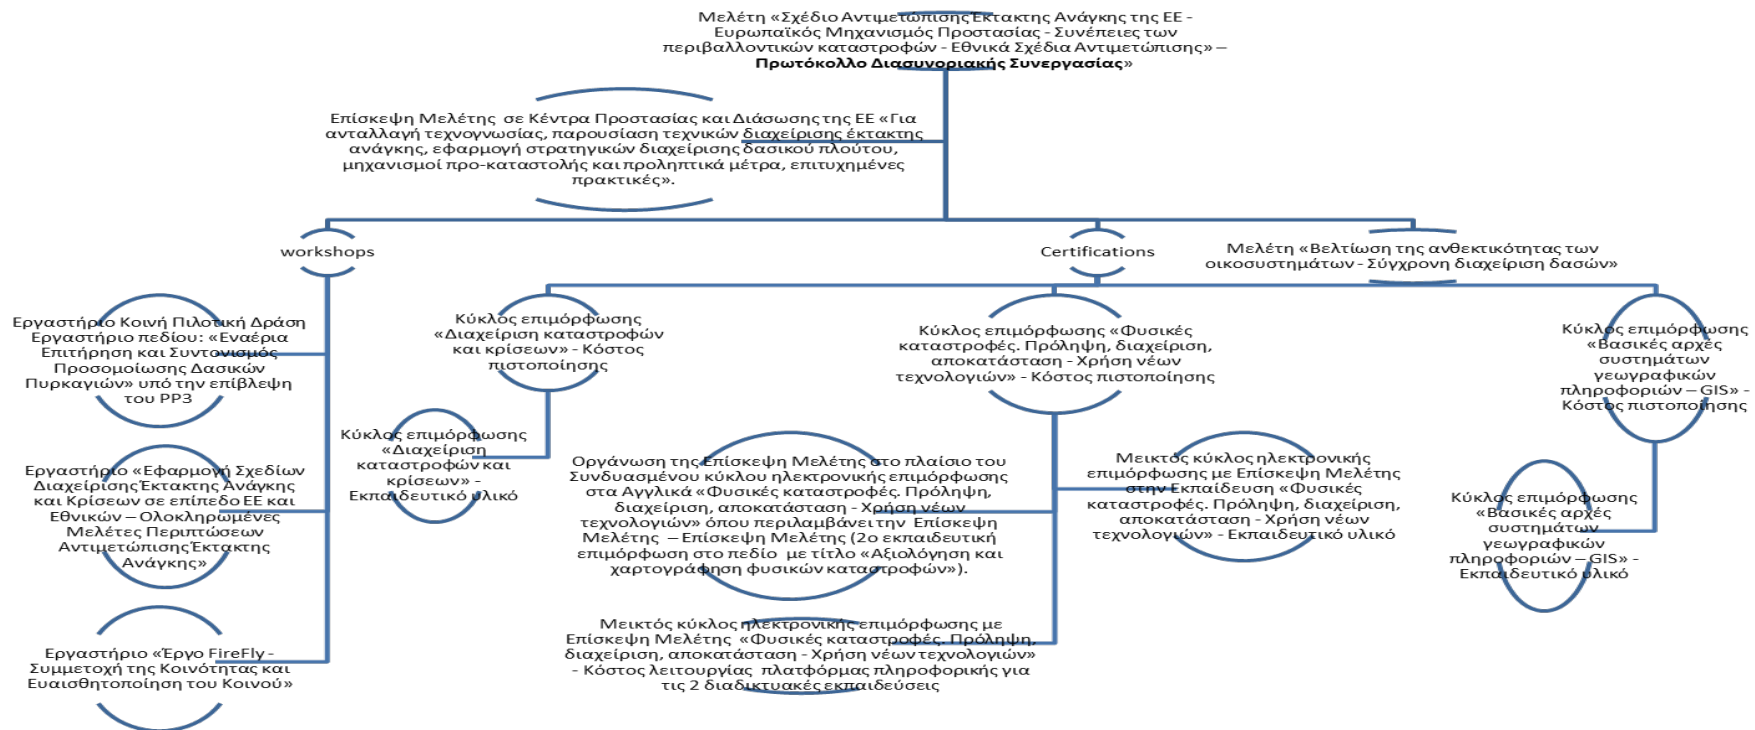 Μελέτη «Σχέδιο Αντιμετώπισης Έκτακτης Ανάγκης της ΕΕ -
Ευρωπαϊκός Μηχανισμός Προστασίας - Συνέπειες των
περιβαλλοντικών καταστροφών - Εθνικά Σχέδια Αντιμετώπισης» –
Πρωτόκολλο Διασυνοριακής Συνεργασίας»
Επίσκεψη Μελέτης σε Κέντρα Προστασίας και Διάσωσης της ΕΕ «Για
ανταλλαγή τεχνογνωσίας, παρουσίαση τεχνικών διαχείρισης έκτακτης
ανάγκης, εφαρμογή στρατηγικών διαχείρισης δασικού πλούτου,
μηχανισμοί προ-καταστολής και προληπτικά μέτρα, επιτυχημένες
πρακτικές».
workshops
Certifications
Μελέτη «Βελτίωση της ανθεκτικότητας των
οικοσυστημάτων - Σύγχρονη διαχείριση δασών»
Εργαστήριο Κοινή Πιλοτική Δράση
Εργαστήριο πεδίου: «Εναέρια
Επιτήρηση και Συντονισμός
Προσομοίωσης Δασικών
Πυρκαγιών» υπό την επίβλεψη
του PP3
Εργαστήριο «Εφαρμογή Σχεδίων
Διαχείρισης Έκτακτης Ανάγκης
και Κρίσεων σε επίπεδο ΕΕ και
Εθνικών – Ολοκληρωμένες
Μελέτες Περιπτώσεων
Αντιμετώπισης Έκτακτης
Ανάγκης»
Εργαστήριο «Έργο FireFly -
Συμμετοχή της Κοινότητας και
Ευαισθητοποίηση του Κοινού»
Κύκλος επιμόρφωσης
«Διαχείριση καταστροφών
και κρίσεων» - Κόστος
πιστοποίησης
Κύκλος επιμόρφωσης
«Διαχείριση
καταστροφών και
κρίσεων» -
Εκπαιδευτικό υλικό
Κύκλος επιμόρφωσης «Φυσικές
καταστροφές. Πρόληψη, διαχείριση,
αποκατάσταση - Χρήση νέων
τεχνολογιών» - Κόστος πιστοποίησης
Οργάνωση της Επίσκεψη Μελέτης στο πλαίσιο του
Συνδυασμένου κύκλου ηλεκτρονικής επιμόρφωσης
στα Αγγλικά «Φυσικές καταστροφές. Πρόληψη,
διαχείριση, αποκατάσταση - Χρήση νέων
τεχνολογιών» όπου περιλαμβάνει την Επίσκεψη
Μελέτης – Επίσκεψη Μελέτης (2ο εκπαιδευτική
επιμόρφωση στο πεδίο με τίτλο «Αξιολόγηση και
χαρτογράφηση φυσικών καταστροφών»).
Μεικτός κύκλος ηλεκτρονικής
επιμόρφωσης με Επίσκεψη Μελέτης
στην Εκπαίδευση «Φυσικές
καταστροφές. Πρόληψη, διαχείριση,
αποκατάσταση - Χρήση νέων
τεχνολογιών» - Εκπαιδευτικό υλικό
Μεικτός κύκλος ηλεκτρονικής επιμόρφωσης με
Επίσκεψη Μελέτης «Φυσικές καταστροφές. Πρόληψη,
διαχείριση, αποκατάσταση - Χρήση νέων τεχνολογιών»
- Κόστος λειτουργίας πλατφόρμας πληροφορικής για
τις 2 διαδικτυακές εκπαιδεύσεις
Κύκλος επιμόρφωσης
«Βασικές αρχές
συστημάτων
γεωγραφικών
πληροφοριών – GIS» -
Κόστος πιστοποίησης
Κύκλος επιμόρφωσης
«Βασικές αρχές
συστημάτων
γεωγραφικών
πληροφοριών – GIS» -
Εκπαιδευτικό υλικό